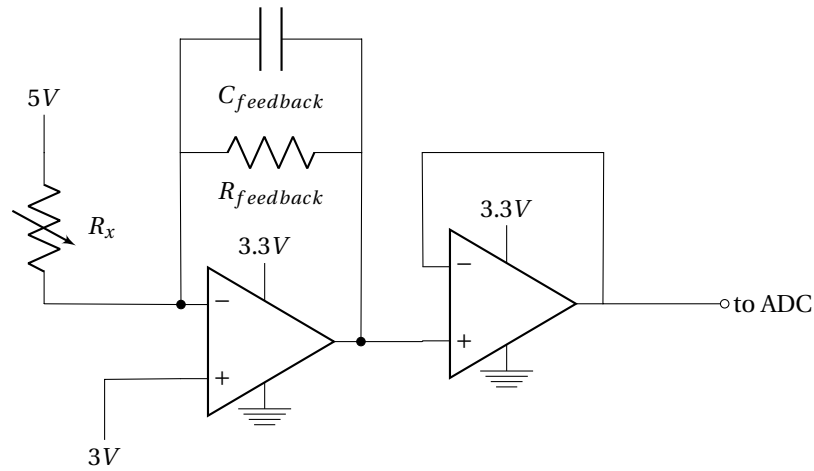 5V
C_feedback
R_feedback
R_x
3.3V
3.3V
−
−
+
+
to ADC
3V